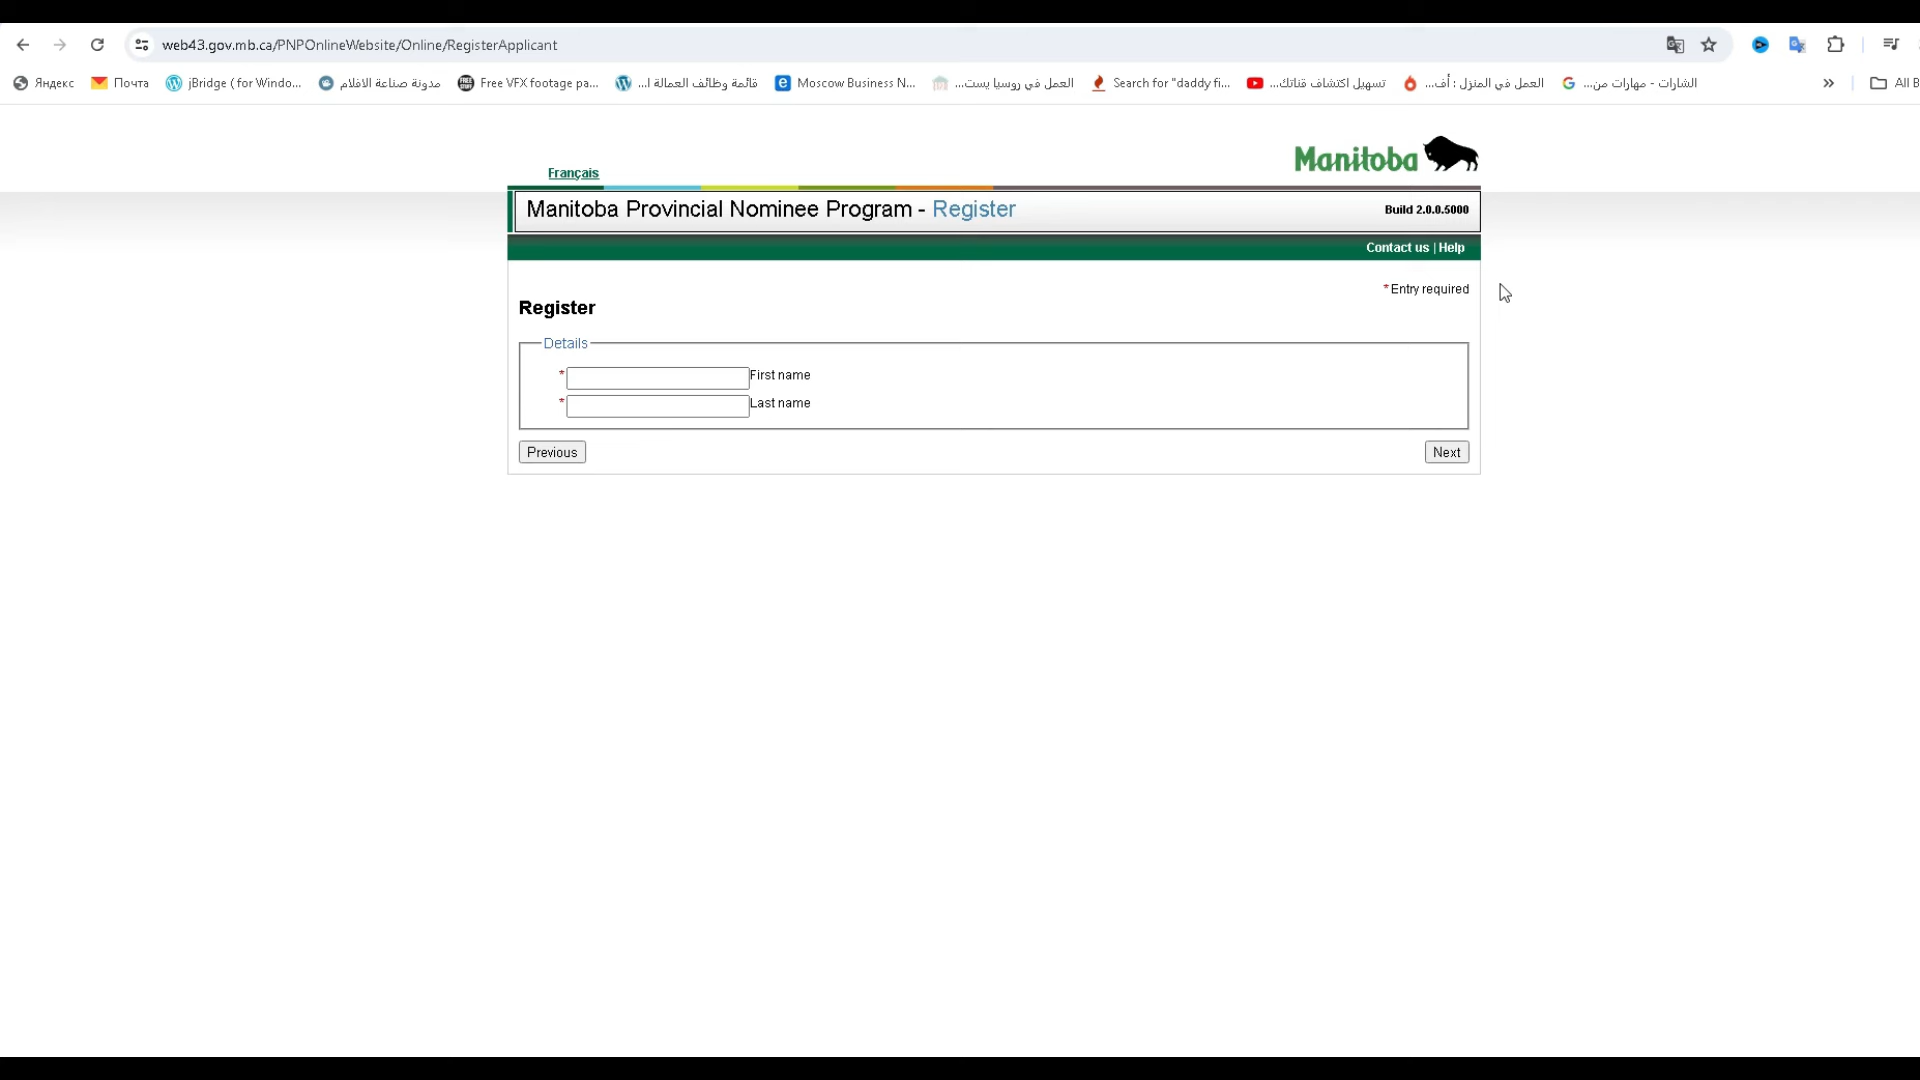 web43.gov.mb.ca/PNPOnlineWebsite/Online/RegisterApplicant
Яндекс
Почта
jBridge ( for Windo...
مدونة صناعة الافلام
Free VFX footage pa...
قائمة وظائف العمالة ا...
Moscow Business N...
العمل في روسيا يست...
Search for "daddy fi...
تسهيل اكتشاف قناتك...
العمل في المنزل : أف...
الشارات - مهارات من...
All B
Manitoba
Français
Manitoba Provincial Nominee Program - Register
Build 2.0.0.5000
Contact us | Help
* Entry required
Register
Details
* First name
* Last name
Previous
Next